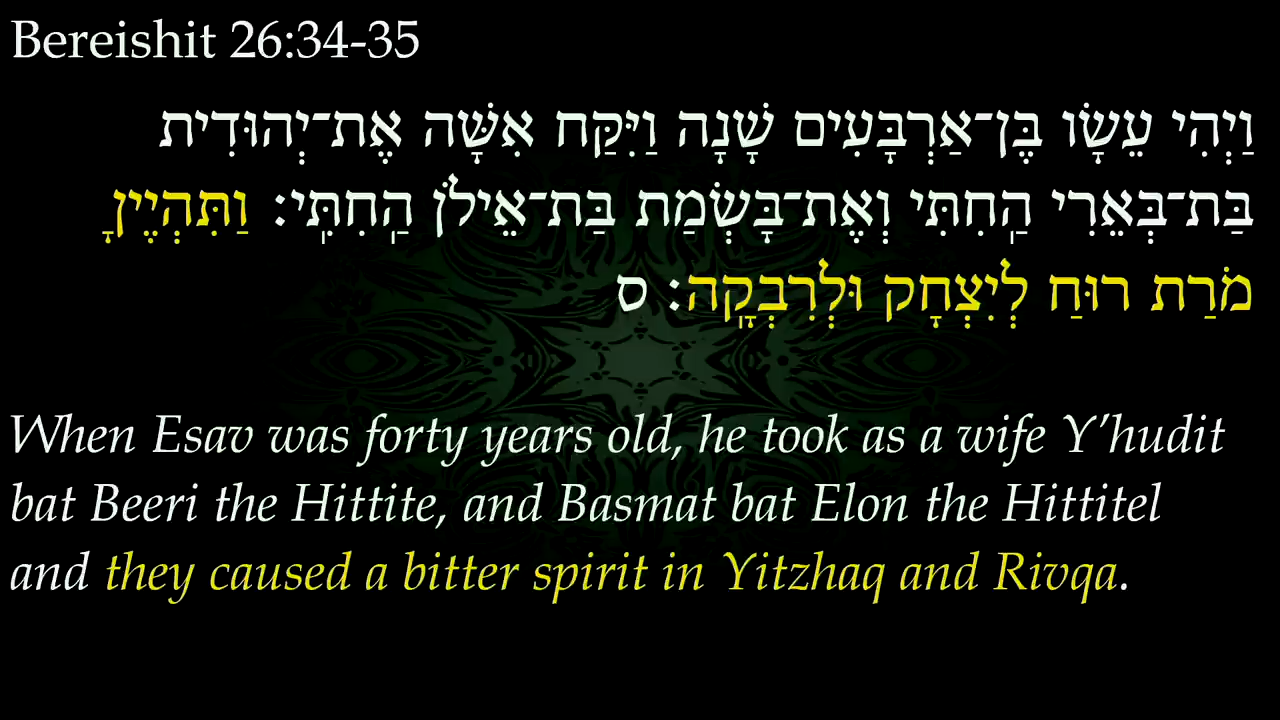 Bereishit 26:34-35
וַיְהִי עֵשָׂו בֶּן־אַרְבָּעִים שָׁנָה וַיִּקַּח אִשָּׁה אֶת־יְהוּדִית
בַּת־בְּאֵרִי הַֽחִתִּי וְאֶת־בָּשְׂמַת בַּת־אֵילֹן הַֽחִתִּֽי: וַתִּהְיֶיןָ
מֹרַת רוּחַ לְיִצְחָק וּלְרִבְקָֽה: ס
When Esav was forty years old, he took as a wife Y’hudit
bat Beeri the Hittite, and Basmat bat Elon the Hittitel
and they caused a bitter spirit in Yitzhaq and Rivqa.